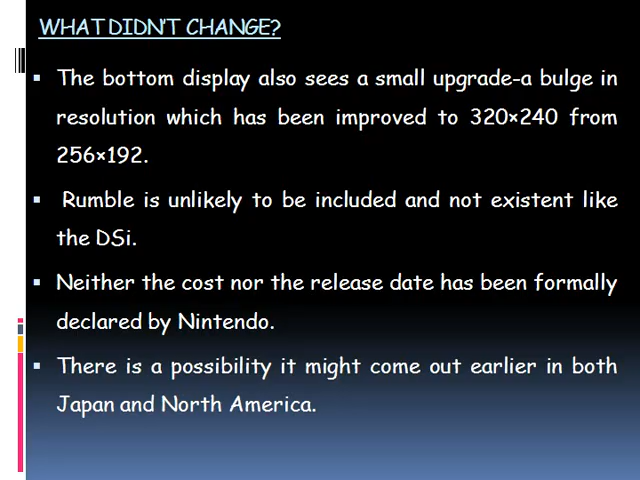 WHAT DIDN'T CHANGE?
▪ The bottom display also sees a small upgrade-a bulge in
resolution which has been improved to 320×240 from
256×192.
▪ Rumble is unlikely to be included and not existent like
the DSi.
▪ Neither the cost nor the release date has been formally
declared by Nintendo.
▪ There is a possibility it might come out earlier in both
Japan and North America.